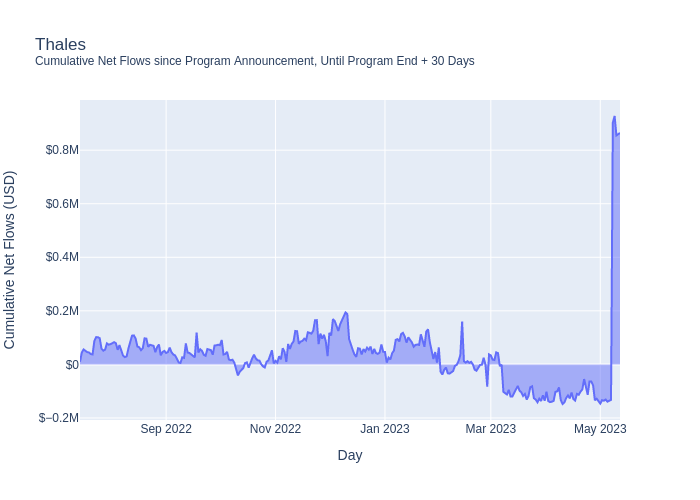 Thales
Cumulative Net Flows since Program Announcement, Until Program End + 30 Days
Cumulative Net Flows (USD)
$0.8M
$0.6M
$0.4M
$0.2M
$0
$−0.2M
Sep 2022
Nov 2022
Jan 2023
Mar 2023
May 2023
Day